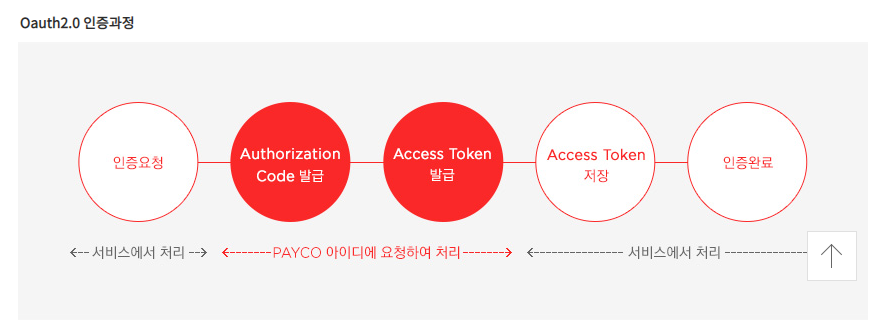 Oauth2.0 인증과정
인증요청
Authorization
Code 발급
Access Token
발급
Access Token
저장
인증완료
서비스에서 처리
PAYCO 아이디에 요청하여 처리
서비스에서 처리